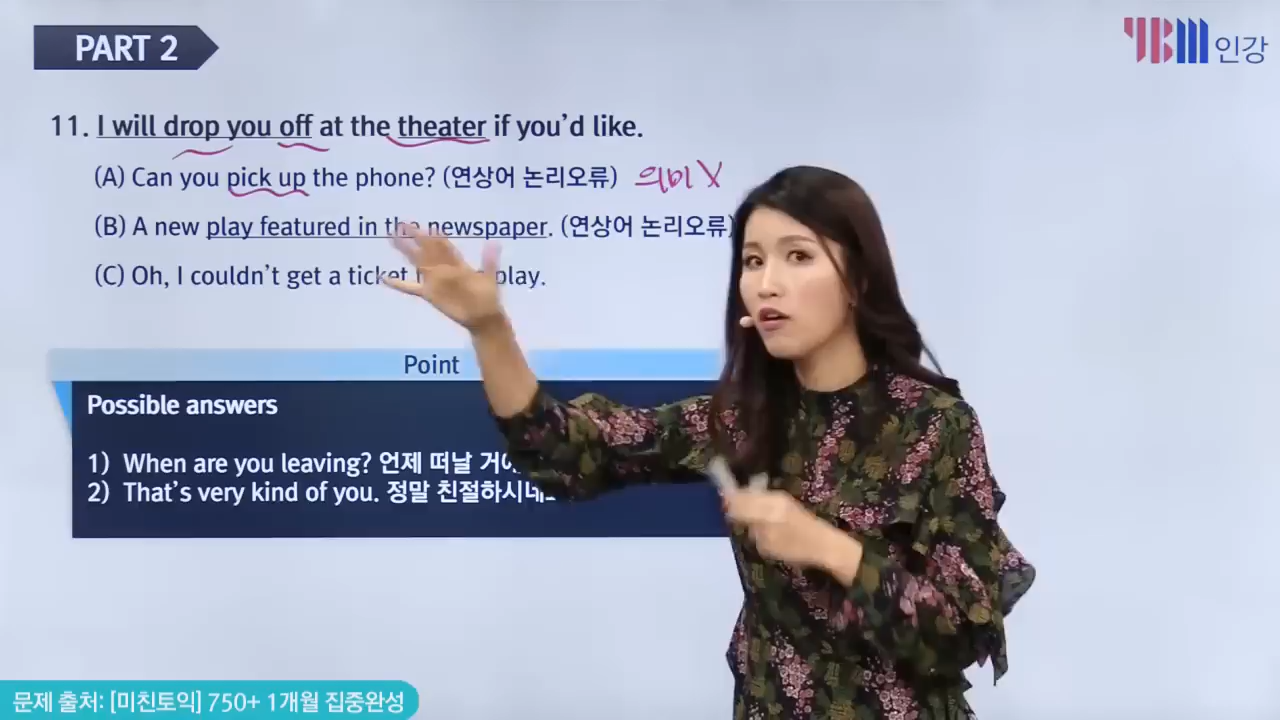 PART 2
YBM 인강
11. I will drop you off at the theater if you'd like.
(A) Can you pick up the phone? (연상어 논리오류) 의미 X
(B) A new play featured in the newspaper. (연상어 논리오류)
(C) Oh, I couldn't get a ticket play.
Point
Possible answers
1) When are you leaving? 언제 떠날
2) That's very kind of you. 정말 친절하시네
문제 출처: [미친토익] 750+ 1개월 집중완성